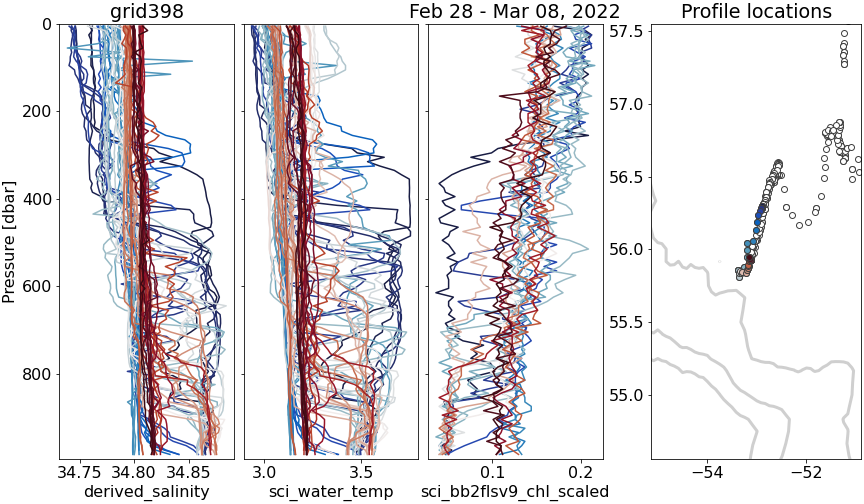 grid398
Feb 28 - Mar 08, 2022
Profile locations
0
200
400
600
800
Pressure [dbar]
34.75 34.80 34.85
derived_salinity
3.0 3.5
sci_water_temp
0.1 0.2
sci_bb2flsv9_chl_scaled
57.5
57.0
56.5
56.0
55.5
55.0
−54 −52